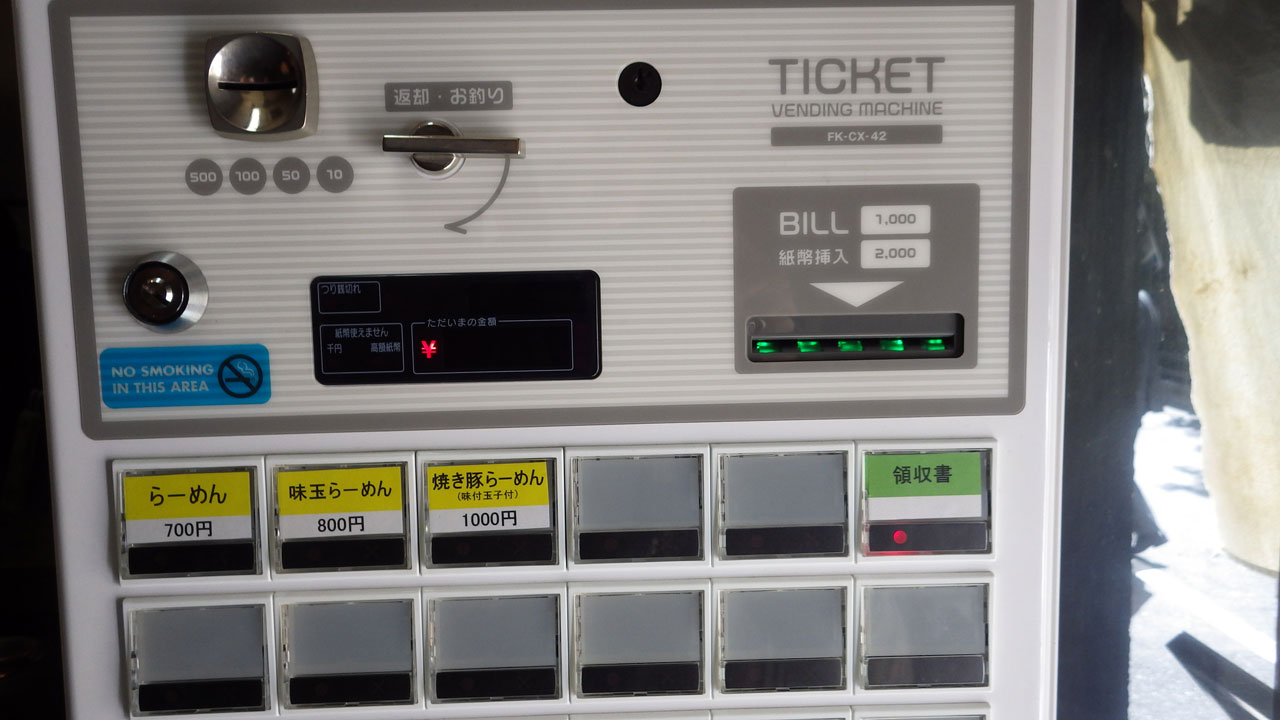 TICKET
VENDING MACHINE
FK-CX-42
返却・お釣り
500 100 50 10
BILL 1,000
紙幣挿入 2,000
つり銭切れ
紙幣使えません
千円 高額紙幣
ただいまの金額
¥
NO SMOKING
IN THIS AREA
らーめん
700円
味玉らーめん
800円
焼き豚らーめん
(味付玉子付)
1000円
領収書